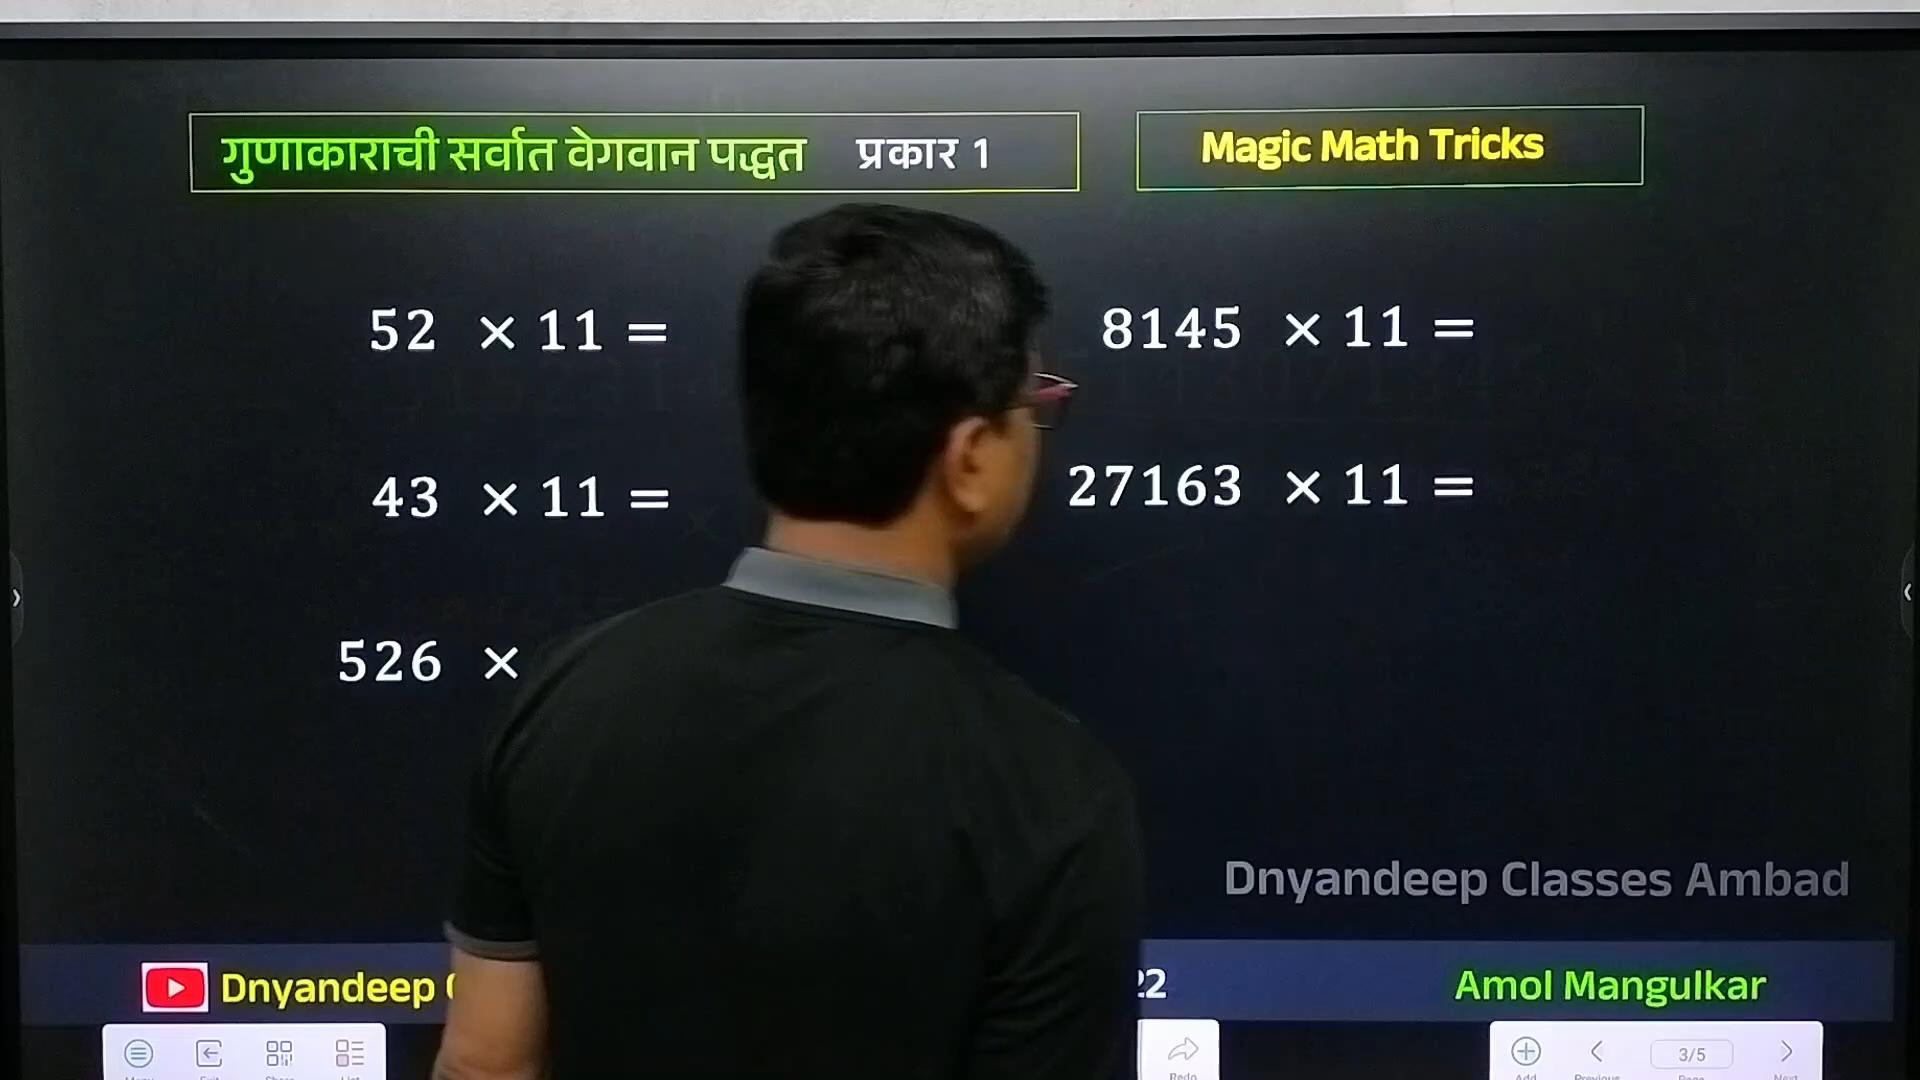 गुणाकाराची सर्वात वेगवान पद्धत प्रकार 1
Magic Math Tricks
52 × 11 =
43 × 11 =
526 ×
8145 × 11 =
27163 × 11 =
Dnyandeep Classes Ambad
Dnyandeep
22
Amol Mangulkar
3/5